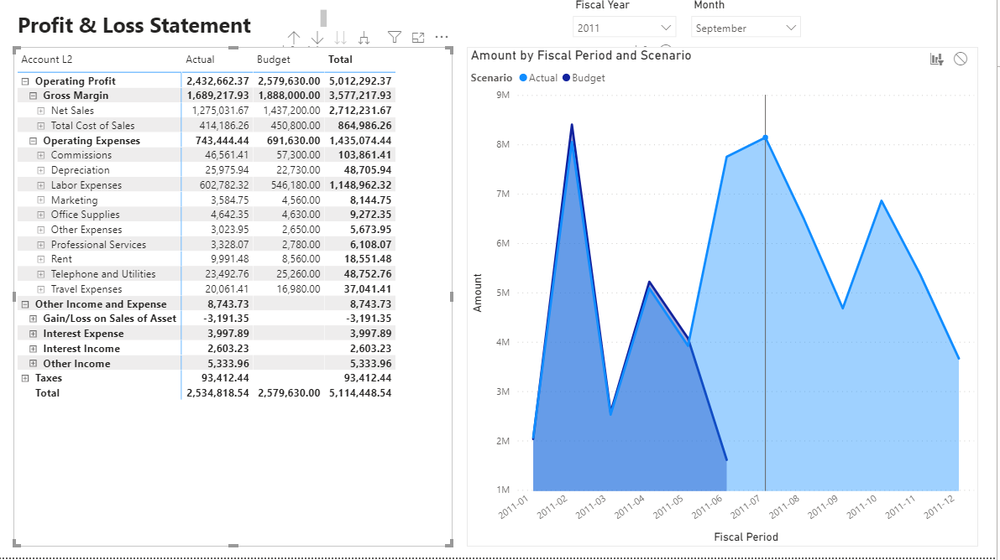 Profit & Loss Statement
Fiscal Year Month
2011 September
Account L2 Actual Budget Total
Operating Profit 2,432,662.37 2,579,630.00 5,012,292.37
Gross Margin 1,689,217.93 1,888,000.00 3,577,217.93
Net Sales 1,275,031.67 1,437,200.00 2,712,231.67
Total Cost of Sales 414,186.26 450,800.00 864,986.26
Operating Expenses 743,444.44 691,630.00 1,435,074.44
Commissions 46,561.41 57,300.00 103,861.41
Depreciation 25,975.94 22,730.00 48,705.94
Labor Expenses 602,782.32 546,180.00 1,148,962.32
Marketing 3,584.75 4,560.00 8,144.75
Office Supplies 4,642.35 4,630.00 9,272.35
Other Expenses 3,023.95 2,650.00 5,673.95
Professional Services 3,328.07 2,780.00 6,108.07
Rent 9,991.48 8,560.00 18,551.48
Telephone and Utilities 23,492.76 25,260.00 48,752.76
Travel Expenses 20,061.41 16,980.00 37,041.41
Other Income and Expense 8,743.73 8,743.73
Gain/Loss on Sales of Asset -3,191.35 -3,191.35
Interest Expense 3,997.89 3,997.89
Interest Income 2,603.23 2,603.23
Other Income 5,333.96 5,333.96
Taxes 93,412.44 93,412.44
Total 2,534,818.54 2,579,630.00 5,114,448.54
Amount by Fiscal Period and Scenario
Scenario Actual Budget
9M
8M
7M
6M
5M
4M
3M
2M
1M
Amount
2011-01 2011-02 2011-03 2011-04 2011-05 2011-06 2011-07 2011-08 2011-09 2011-10 2011-11 2011-12
Fiscal Period